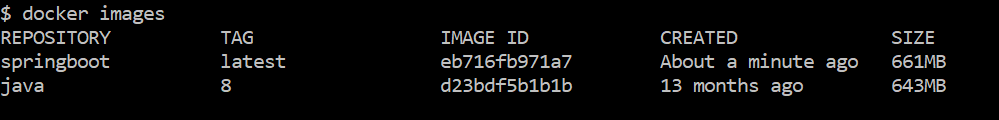 $ docker images
REPOSITORY TAG IMAGE ID CREATED SIZE
springboot latest eb716fb971a7 About a minute ago 661MB
java 8 d23bdf5b1b1b 13 months ago 643MB